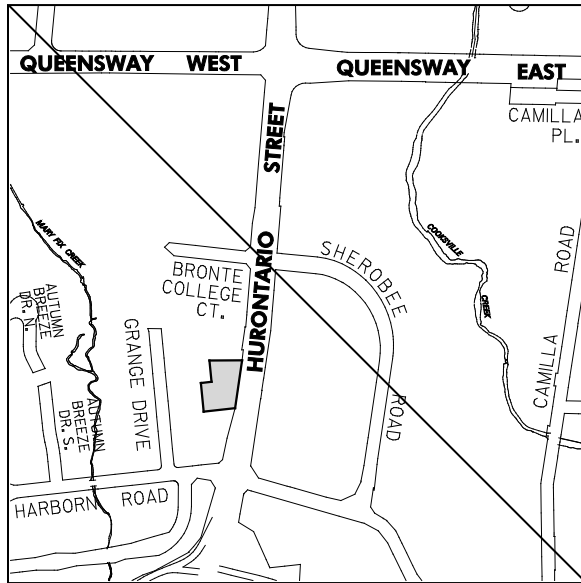 QUEENSWAY WEST
QUEENSWAY EAST
CAMILLA
PL.
HURONTARIO STREET
MARY FIX CREEK
COOKSVILLE CREEK
SHEROBEE ROAD
CAMILLA ROAD
BRONTE
COLLEGE
CT.
AUTUMN
BREEZE
DR. N.
GRANGE DRIVE
AUTUMN
BREEZE
DR. S.
HARBORN ROAD